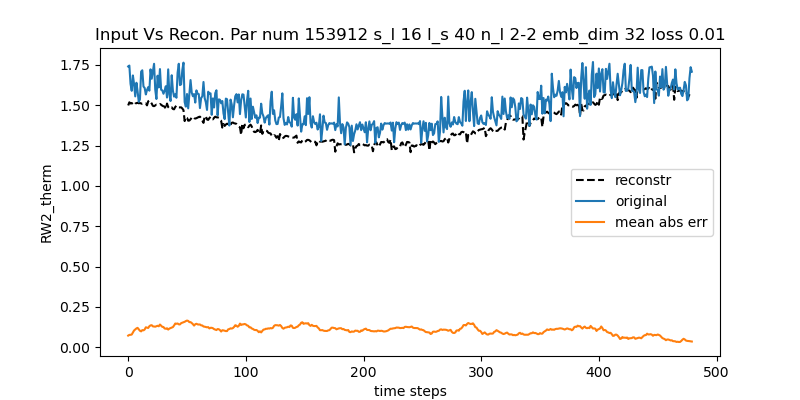 Input Vs Recon. Par num 153912 s_l 16 l_s 40 n_l 2-2 emb_dim 32 loss 0.01
1.75
1.50
1.25
1.00
0.75
0.50
0.25
0.00
RW2_therm
reconstr
original
mean abs err
0 100 200 300 400 500
time steps